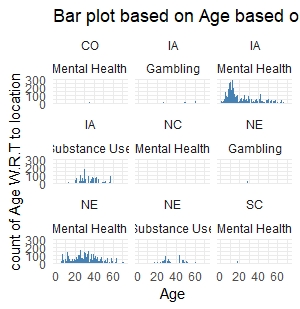 Bar plot based on Age based o
CO IA IA
Mental Health Gambling Mental Health
300
200
100
0
IA NC NE
ubstance Use Mental Health Gambling
300
200
100
0
NE NE SC
Mental Health ubstance Use Mental Health
300
200
100
0
0 20 40 60 0 20 40 60 0 20 40 60
Age
count of Age W.R.T to location